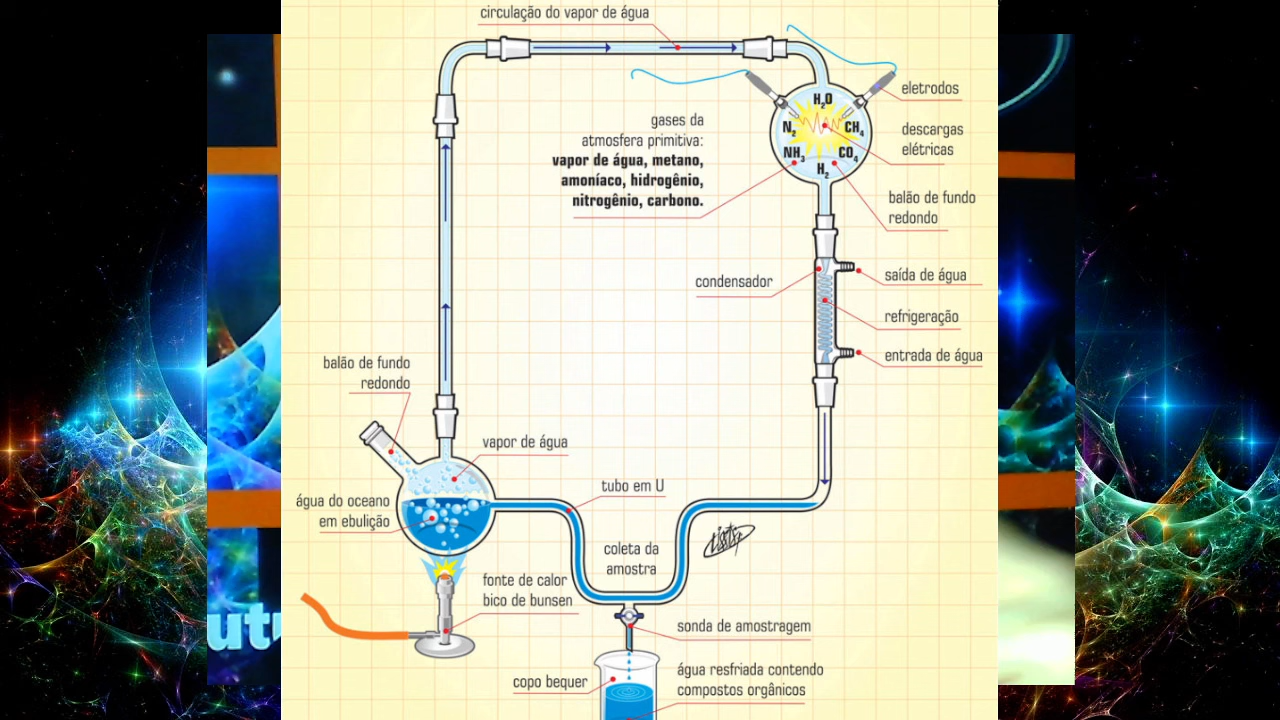 circulação do vapor de água
eletrodos
descargas
elétricas
H₂O
N₂
CH₄
NH₃
CO₄
H₂
gases da
atmosfera primitiva:
vapor de água, metano,
amoníaco, hidrogênio,
nitrogênio, carbono.
balão de fundo
redondo
condensador
saída de água
refrigeração
entrada de água
balão de fundo
redondo
vapor de água
tubo em U
água do oceano
em ebulição
coleta da
amostra
fonte de calor
bico de bunsen
sonda de amostragem
copo bequer
água resfriada contendo
compostos orgânicos